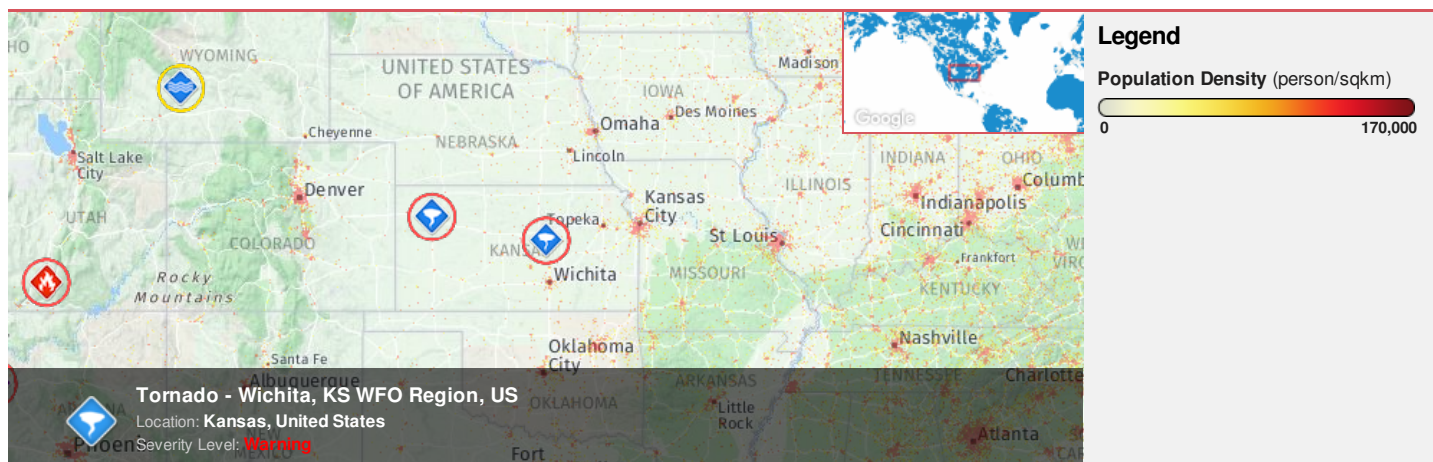 HO
WYOMING
UNITED STATES
OF AMERICA
IOWA
Madison
Google
Des Moines
Omaha
Cheyenne
NEBRASKA
Lincoln
Salt Lake
City
Denver
UTAH
COLORADO
Topeka
Kansas
City
KANSAS
Wichita
St Louis
MISSOURI
ILLINOIS
INDIANA
OHIO
Columb
Indianapolis
Cincinnati
Frankfort
KENTUCKY
Rocky
Mountains
Nashville
Santa Fe
Albuquerque
Oklahoma
City
OKLAHOMA
ARKANSAS
TENNESSEE
Charlotte
Little
Rock
Atlanta
Fort
Tornado - Wichita, KS WFO Region, US
Location: Kansas, United States
Severity Level: Warning
Legend
Population Density (person/sqkm)
0 170,000